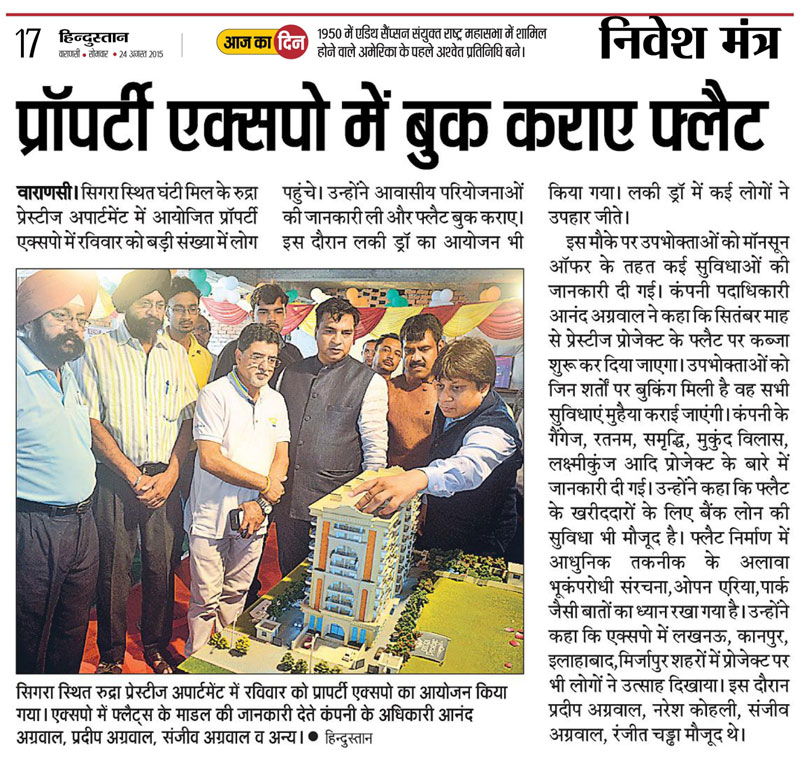 17
हिन्दुस्तान
वाराणसी • सोमवार • 24 अगस्त 2015
आज का दिन
1950 में एडिथ सैंप्सन संयुक्त राष्ट्र महासभा में शामिल
होने वाले अमेरिका के पहले अश्वेत प्रतिनिधि बने।
निवेश मंत्र
प्रॉपर्टी एक्सपो में बुक कराए फ्लैट
वाराणसी। सिगरा स्थित घंटी मिल के रुद्रा
प्रेस्टीज अपार्टमेंट में आयोजित प्रॉपर्टी
एक्सपो में रविवार को बड़ी संख्या में लोग
पहुंचे। उन्होंने आवासीय परियोजनाओं
की जानकारी ली और फ्लैट बुक कराए।
इस दौरान लकी ड्रॉ का आयोजन भी
किया गया। लकी ड्रॉ में कई लोगों ने
उपहार जीते।
इस मौके पर उपभोक्ताओं को मॉनसून
ऑफर के तहत कई सुविधाओं की
जानकारी दी गई। कंपनी पदाधिकारी
आनंद अग्रवाल ने कहा कि सितंबर माह
से प्रेस्टीज प्रोजेक्ट के फ्लैट पर कब्जा
शुरू कर दिया जाएगा। उपभोक्ताओं को
जिन शर्तों पर बुकिंग मिली है वह सभी
सुविधाएं मुहैया कराई जाएंगी। कंपनी के
गैंगेज, रतनम, समृद्धि, मुकुंद विलास,
लक्ष्मीकुंज आदि प्रोजेक्ट के बारे में
जानकारी दी गई। उन्होंने कहा कि फ्लैट
के खरीददारों के लिए बैंक लोन की
सुविधा भी मौजूद है। फ्लैट निर्माण में
आधुनिक तकनीक के अलावा
भूकंपरोधी संरचना, ओपन एरिया, पार्क
जैसी बातों का ध्यान रखा गया है। उन्होंने
कहा कि एक्सपो में लखनऊ, कानपुर,
इलाहाबाद, मिर्जापुर शहरों में प्रोजेक्ट पर
भी लोगों ने उत्साह दिखाया। इस दौरान
प्रदीप अग्रवाल, नरेश कोहली, संजीव
अग्रवाल, रंजीत चड्ढा मौजूद थे।
सिगरा स्थित रुद्रा प्रेस्टीज अपार्टमेंट में रविवार को प्रापर्टी एक्सपो का आयोजन किया
गया। एक्सपो में फ्लैट्स के माडल की जानकारी देते कंपनी के अधिकारी आनंद
अग्रवाल, प्रदीप अग्रवाल, संजीव अग्रवाल व अन्य। • हिन्दुस्तान